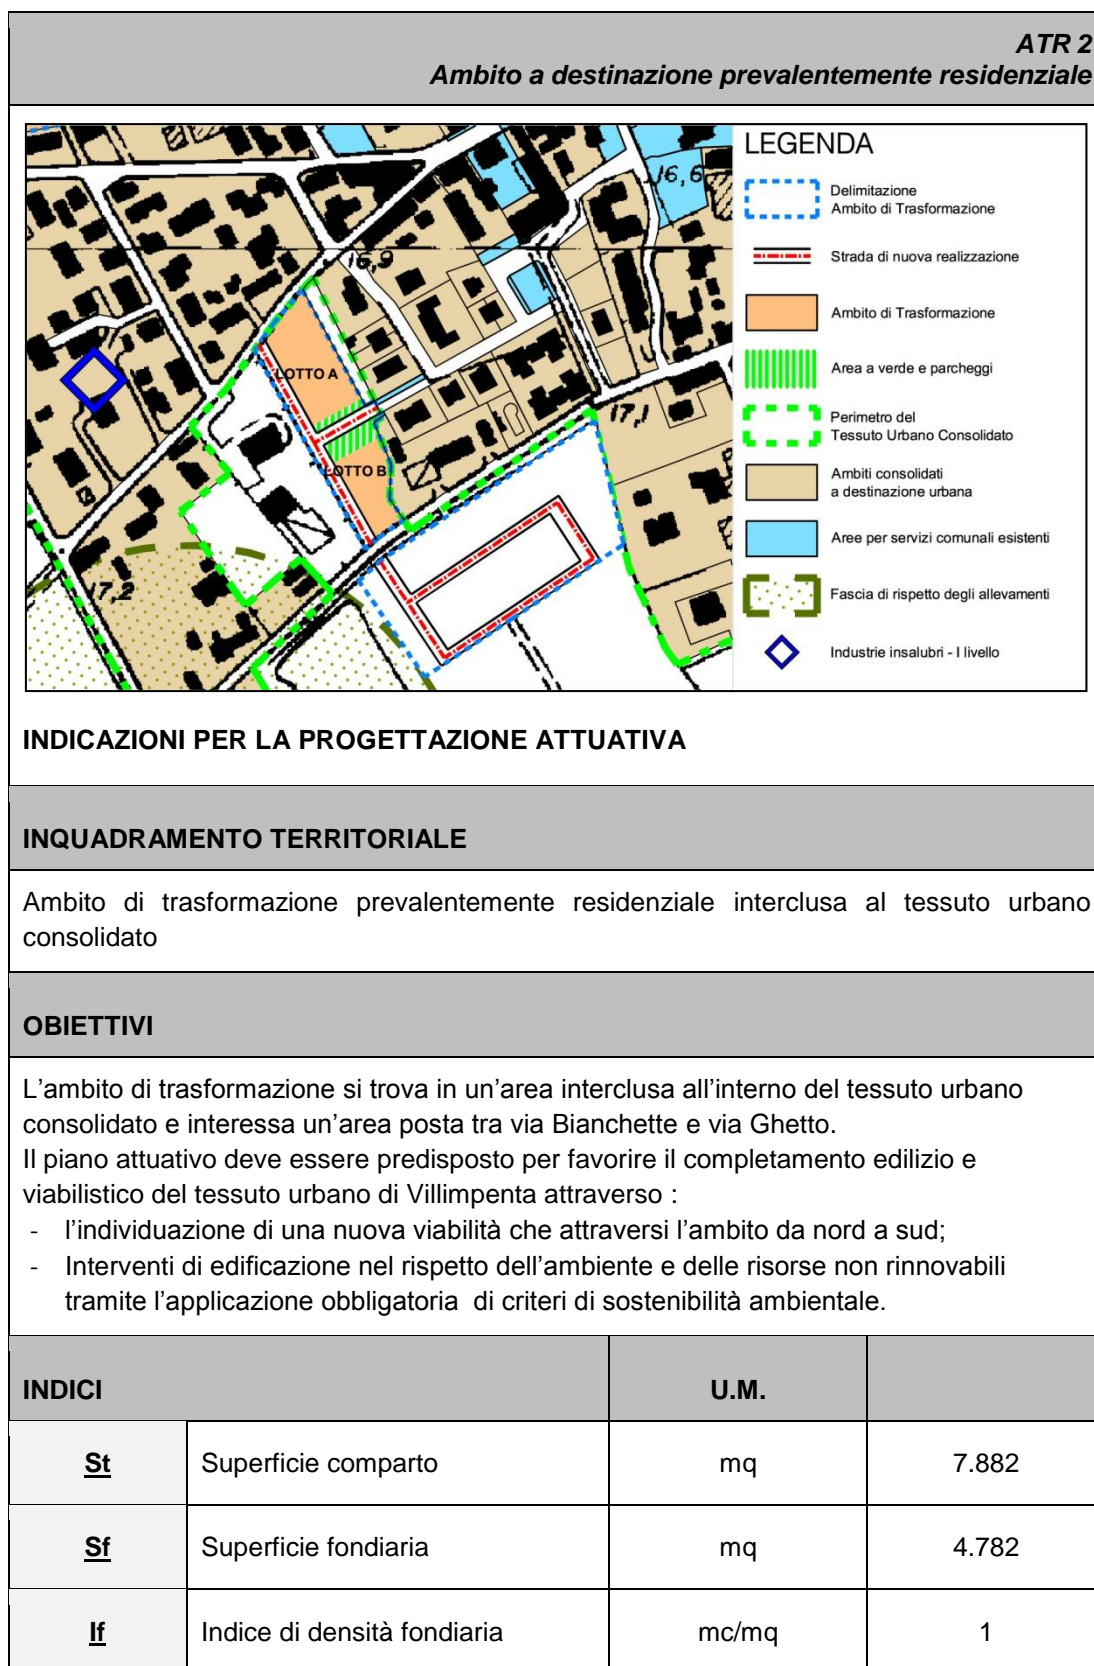 ATR 2
Ambito a destinazione prevalentemente residenziale
16,6
16,9
LOTTO A
LOTTO B
17,1
17,2
LEGENDA
Delimitazione
Ambito di Trasformazione
Strada di nuova realizzazione
Ambito di Trasformazione
Area a verde e parcheggi
Perimetro del
Tessuto Urbano Consolidato
Ambiti consolidati
a destinazione urbana
Aree per servizi comunali esistenti
Fascia di rispetto degli allevamenti
Industrie insalubri - I livello
INDICAZIONI PER LA PROGETTAZIONE ATTUATIVA
INQUADRAMENTO TERRITORIALE
Ambito di trasformazione prevalentemente residenziale interclusa al tessuto urbano
consolidato
OBIETTIVI
L’ambito di trasformazione si trova in un’area interclusa all’interno del tessuto urbano
consolidato e interessa un’area posta tra via Bianchette e via Ghetto.
Il piano attuativo deve essere predisposto per favorire il completamento edilizio e
viabilistico del tessuto urbano di Villimpenta attraverso :
- l’individuazione di una nuova viabilità che attraversi l’ambito da nord a sud;
- Interventi di edificazione nel rispetto dell’ambiente e delle risorse non rinnovabili
tramite l’applicazione obbligatoria di criteri di sostenibilità ambientale.
INDICI U.M.
St Superficie comparto mq 7.882
Sf Superficie fondiaria mq 4.782
If Indice di densità fondiaria mc/mq 1